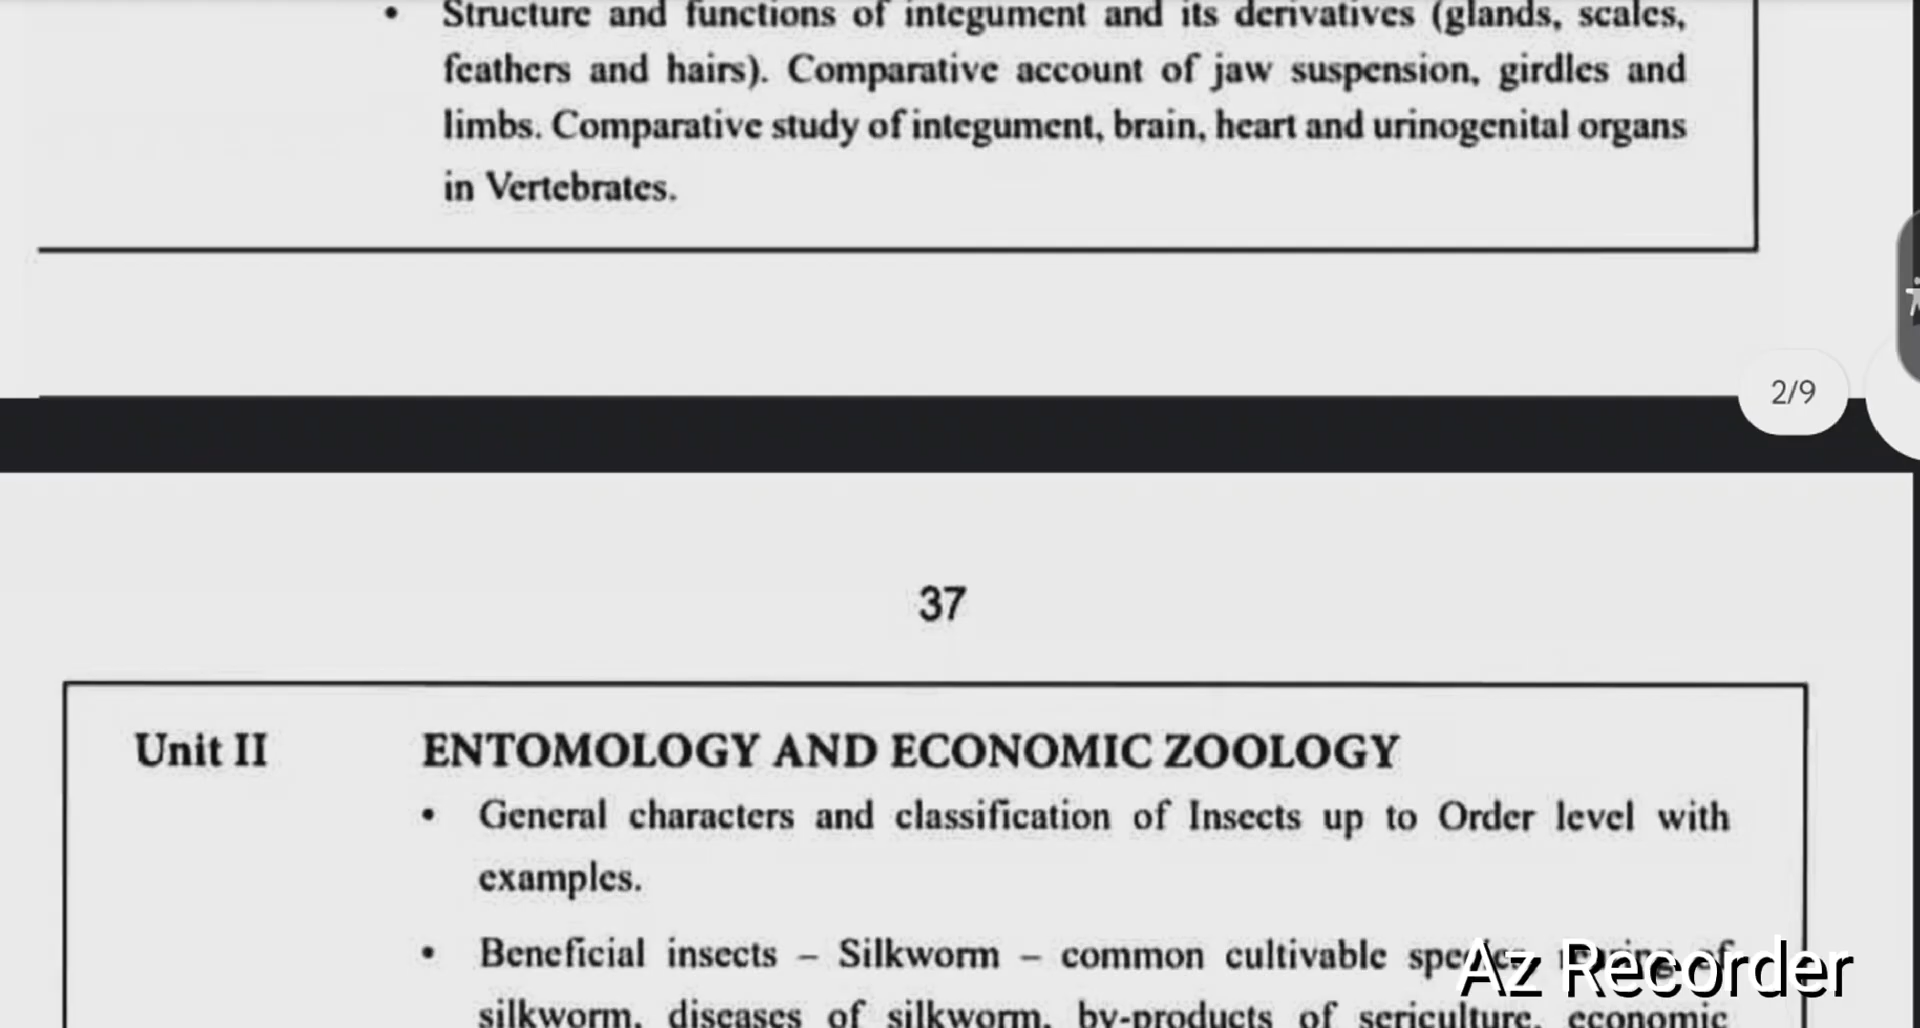 • Structure and functions of integument and its derivatives (glands, scales,
feathers and hairs). Comparative account of jaw suspension, girdles and
limbs. Comparative study of integument, brain, heart and urinogenital organs
in Vertebrates.
2/9
37
Unit II ENTOMOLOGY AND ECONOMIC ZOOLOGY
• General characters and classification of Insects up to Order level with
examples.
• Beneficial insects – Silkworm – common cultivable of
silkworm, diseases of silkworm, by-products of sericulture, economic
Az Recorder